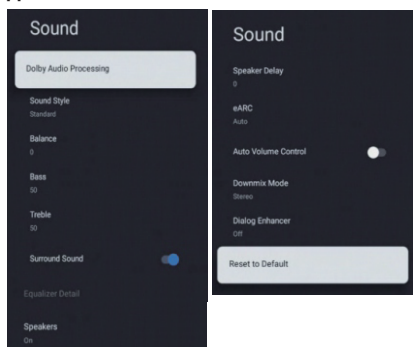 Sound
Dolby Audio Processing
Sound Style
Standard
Balance
0
Bass
50
Treble
50
Surround Sound
Equalizer Detail
Speakers
On
Sound
Speaker Delay
0
eARC
Auto
Auto Volume Control
Downmix Mode
Stereo
Dialog Enhancer
Off
Reset to Default